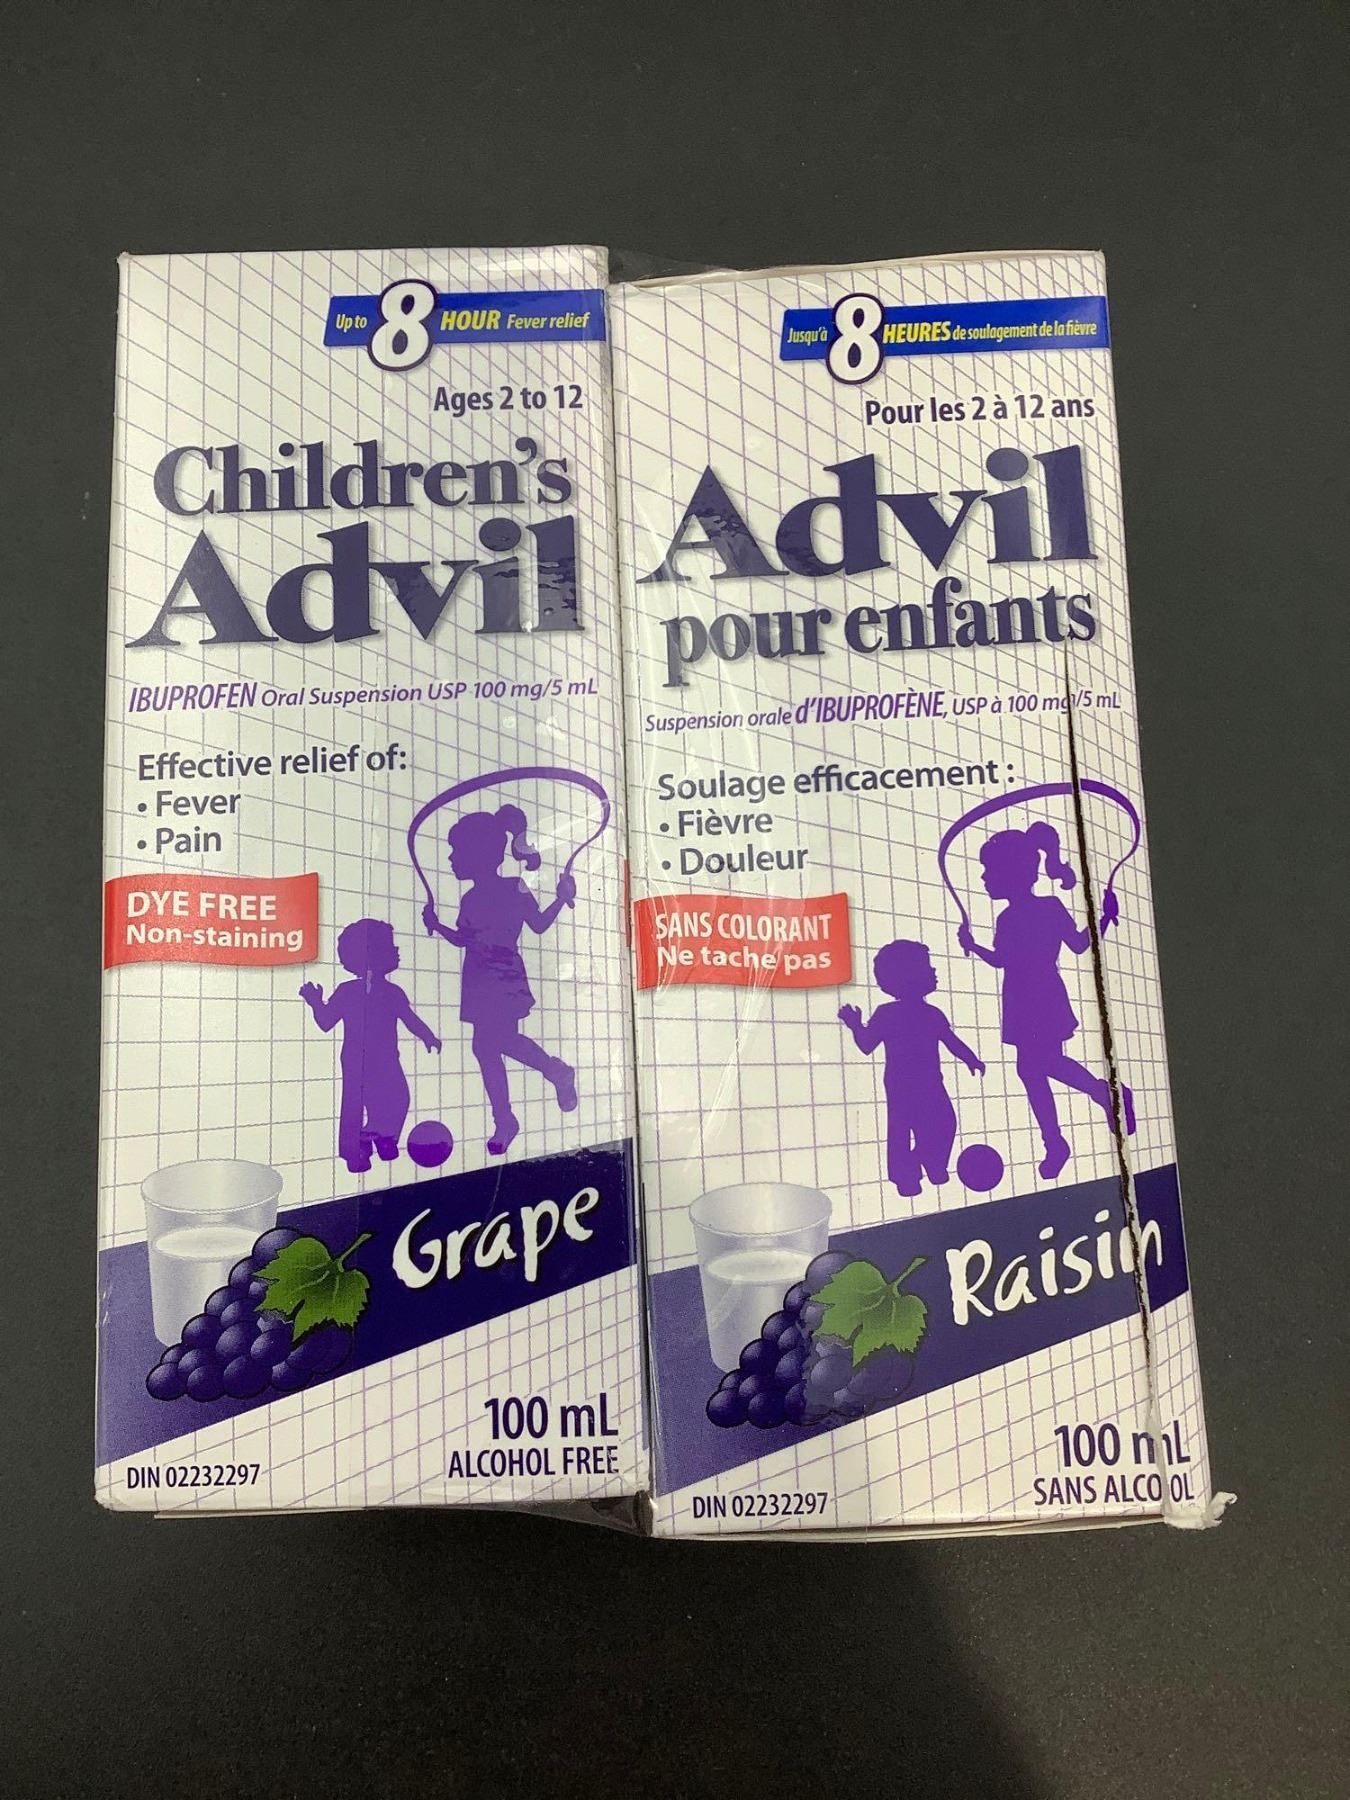 Up to 8 HOUR Fever relief
Ages 2 to 12
Children's
Advil
IBUPROFEN Oral Suspension USP 100 mg/5 mL
Effective relief of:
• Fever
• Pain
DYE FREE
Non-staining
Grape
100 mL
ALCOHOL FREE
DIN 02232297
Jusqu'à 8 HEURES de soulagement de la fièvre
Pour les 2 à 12 ans
Advil
pour enfants
Suspension orale d'IBUPROFÈNE, USP à 100 mg/5 mL
Soulage efficacement :
• Fièvre
• Douleur
SANS COLORANT
Ne tache pas
Raisin
100 mL
SANS ALCOOL
DIN 02232297